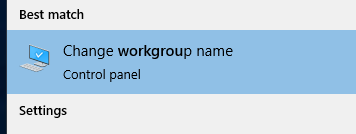 Best match
Change workgroup name
Control panel
Settings